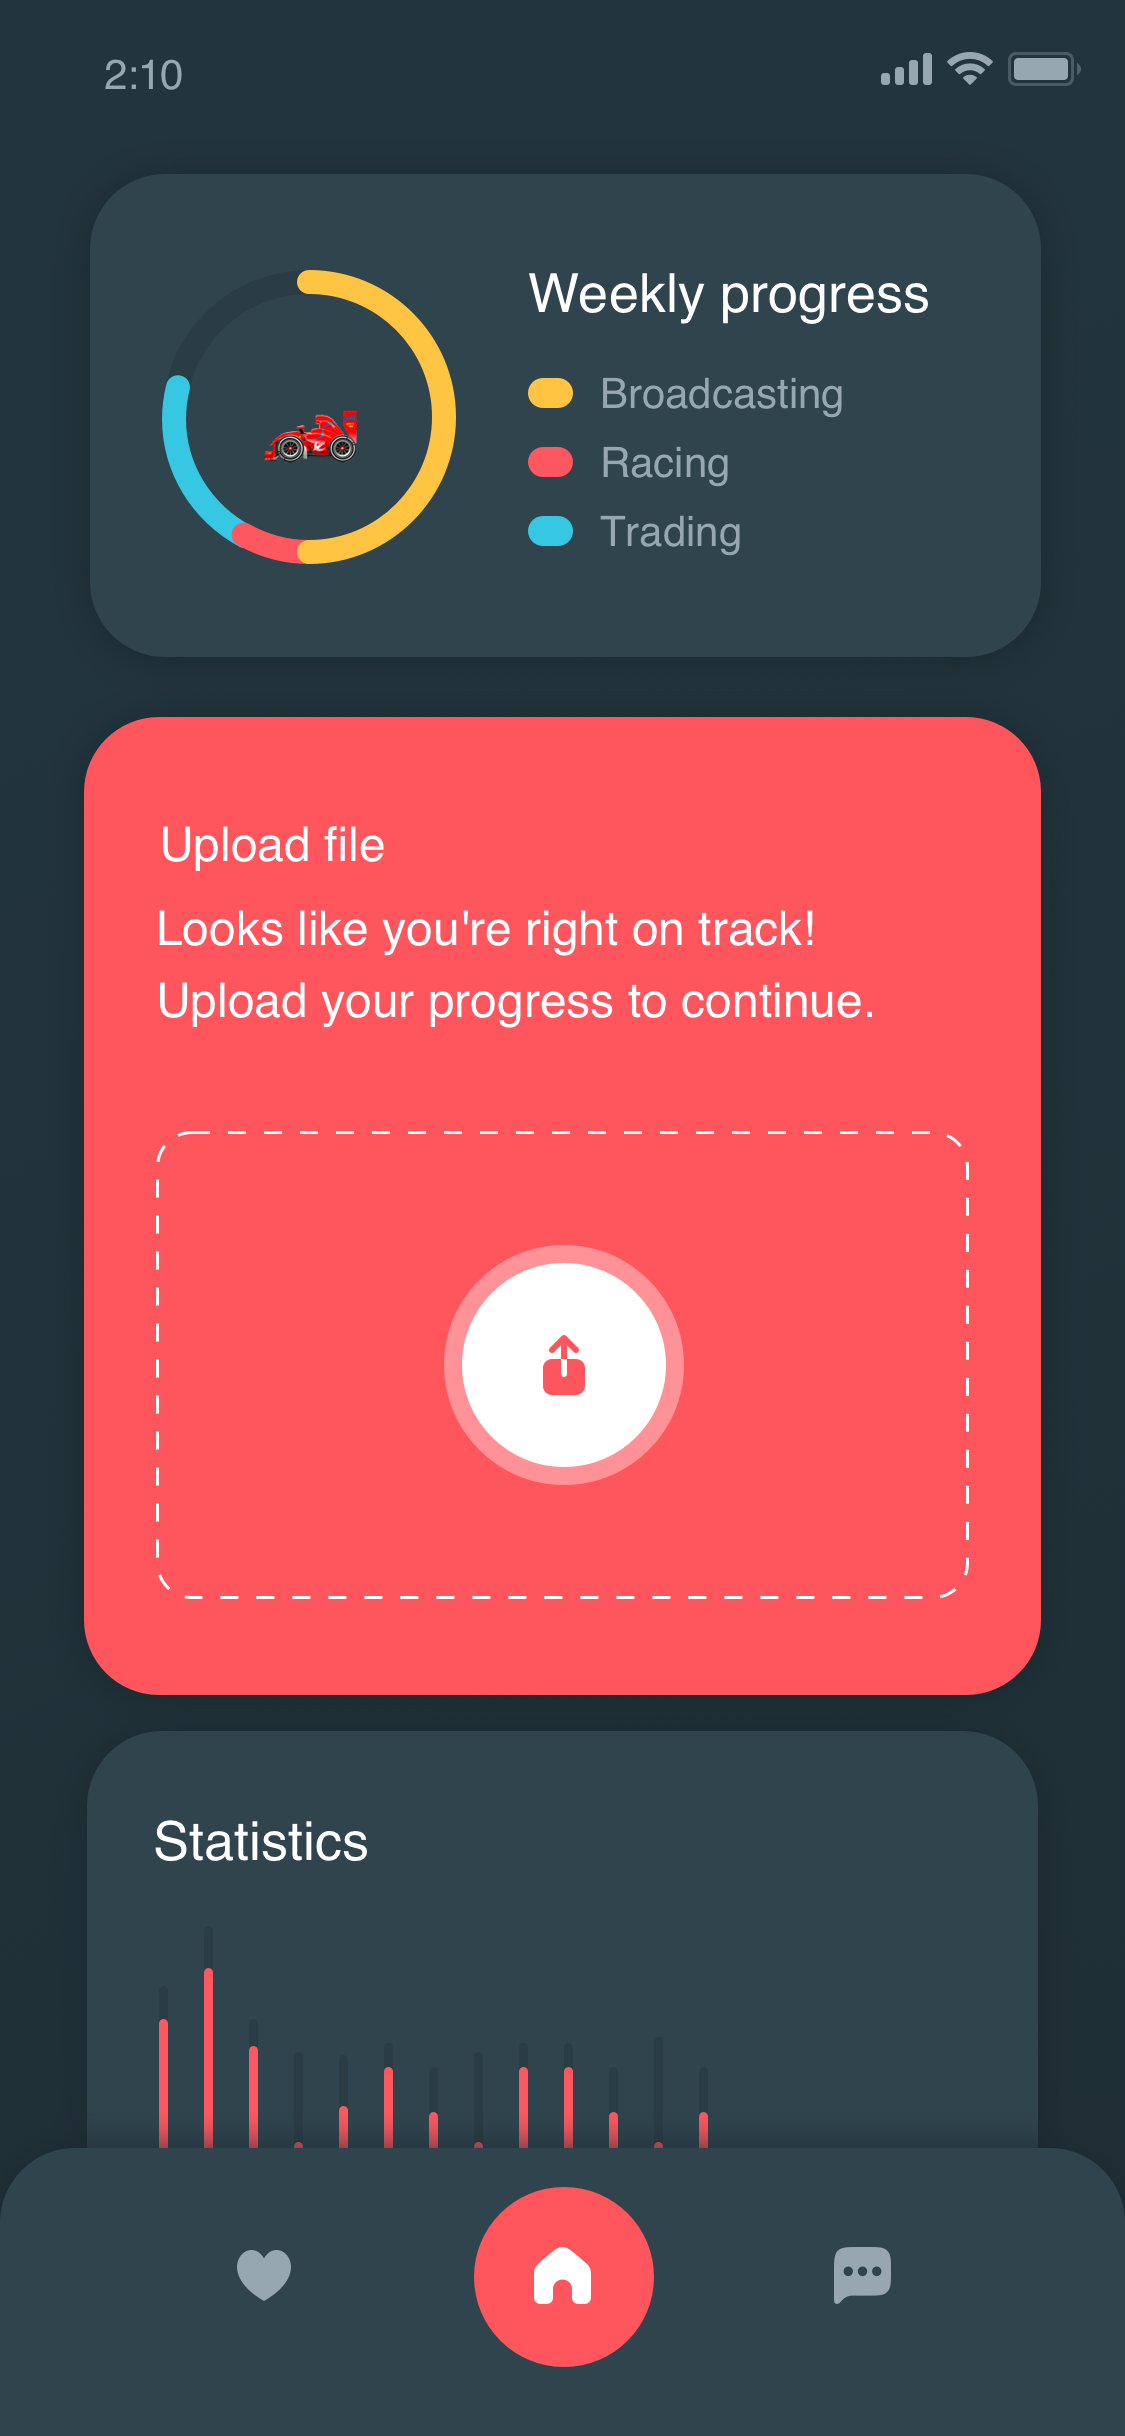 2:10
Weekly progress
Broadcasting
Racing
Trading
Upload file
Looks like you're right on track!
Upload your progress to continue.
Statistics